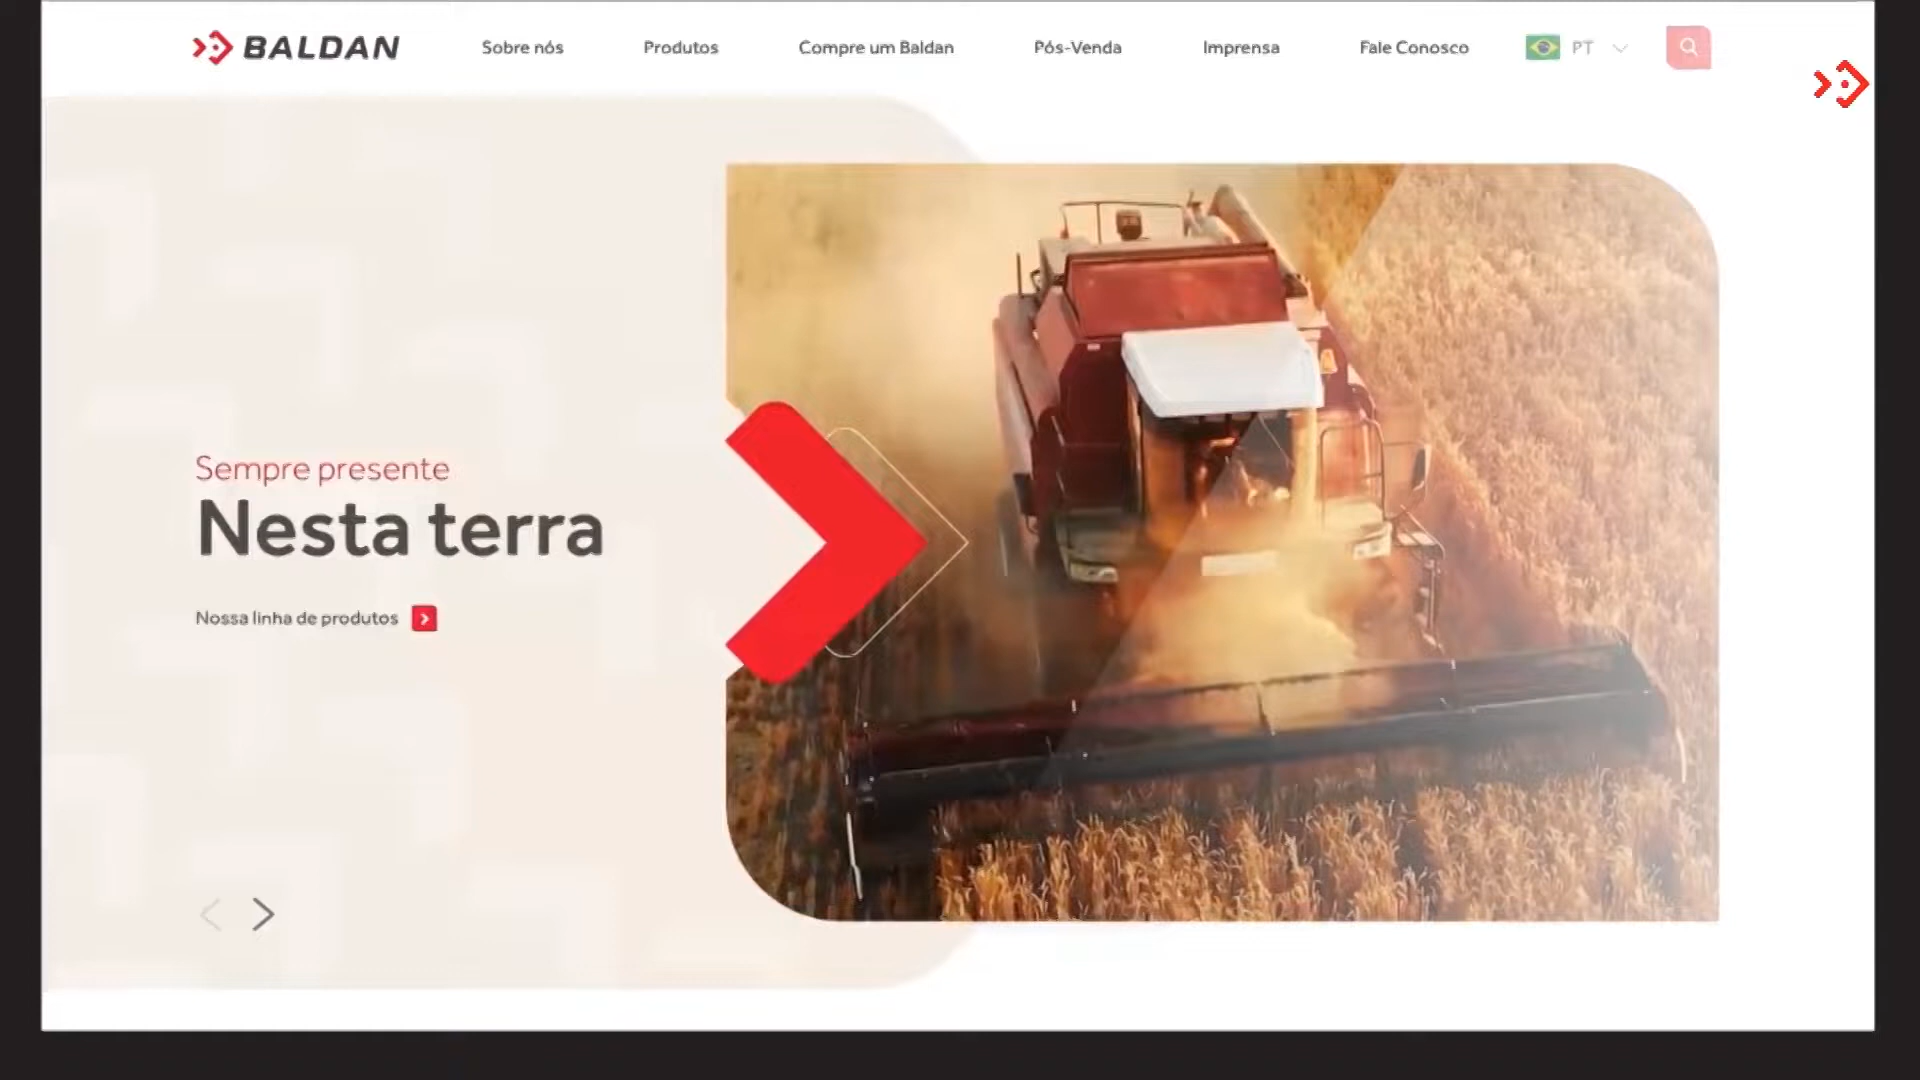 BALDAN
Sobre nós
Produtos
Compre um Baldan
Pós-Venda
Imprensa
Fale Conosco
PT
Sempre presente
Nesta terra
Nossa linha de produtos